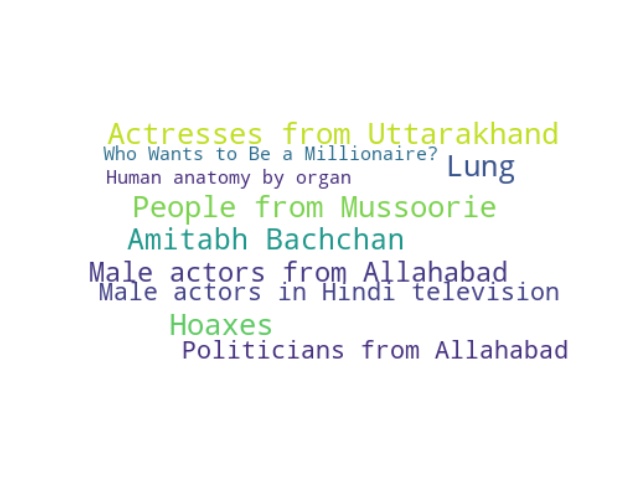 Actresses from Uttarakhand
Who Wants to Be a Millionaire?
Lung
Human anatomy by organ
People from Mussoorie
Amitabh Bachchan
Male actors from Allahabad
Male actors in Hindi television
Hoaxes
Politicians from Allahabad